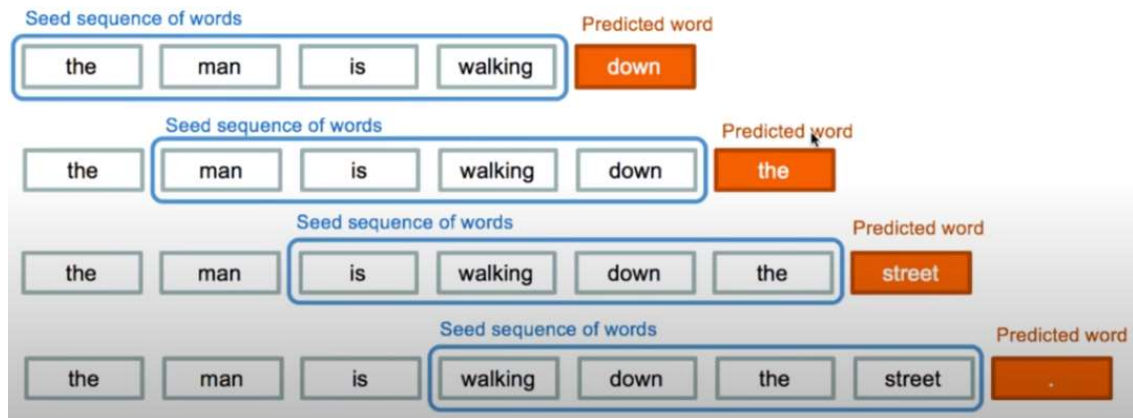 Seed sequence of words
Predicted word
the man is walking down
Seed sequence of words
Predicted word
the man is walking down the
Seed sequence of words
Predicted word
the man is walking down the street
Seed sequence of words
Predicted word
the man is walking down the street .